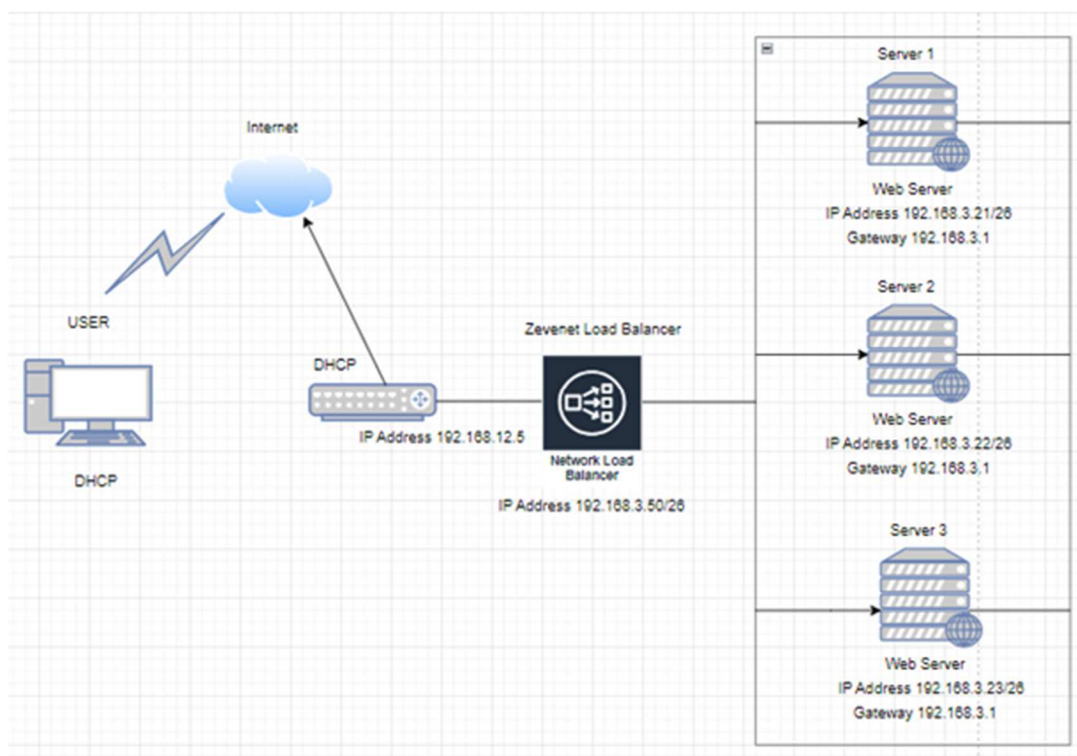 Internet
USER
DHCP
DHCP
IP Address 192.168.12.5
Zevenet Load Balancer
Network Load
Balancer
IP Address 192.168.3.50/26
Server 1
Web Server
IP Address 192.168.3.21/26
Gateway 192.168.3.1
Server 2
Web Server
IP Address 192.168.3.22/26
Gateway 192.168.3.1
Server 3
Web Server
IP Address 192.168.3.23/26
Gateway 192.168.3.1